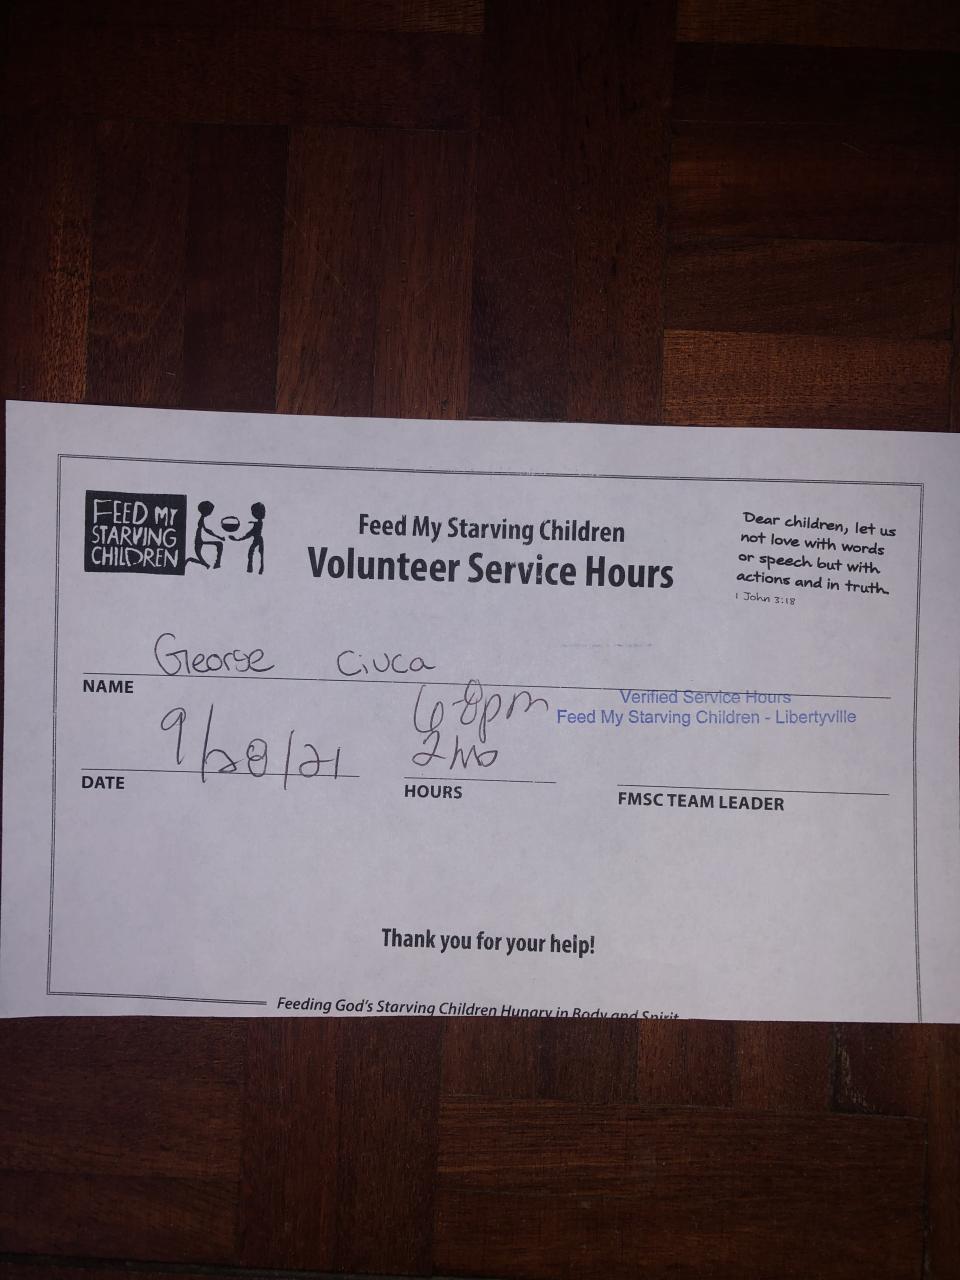 FEED MY
STARVING
CHILDREN
Feed My Starving Children
Volunteer Service Hours
Dear children, let us
not love with words
or speech but with
actions and in truth.
1 John 3:18
George Ciuca
NAME
6-8pm
Verified Service Hours
Feed My Starving Children - Libertyville
9/20/21
DATE
HOURS
FMSC TEAM LEADER
Thank you for your help!
Feeding God's Starving Children Hungry in Body and Spirit